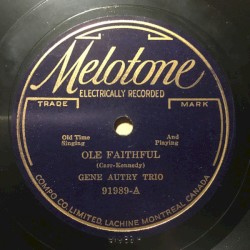 Melotone
ELECTRICALLY RECORDED
TRADE MARK
Old Time And
Singing Playing
OLE FAITHFUL
(Carr-Kennedy)
GENE AUTRY TRIO
91989-A
COMPO CO. LIMITED LACHINE MONTREAL CANADA